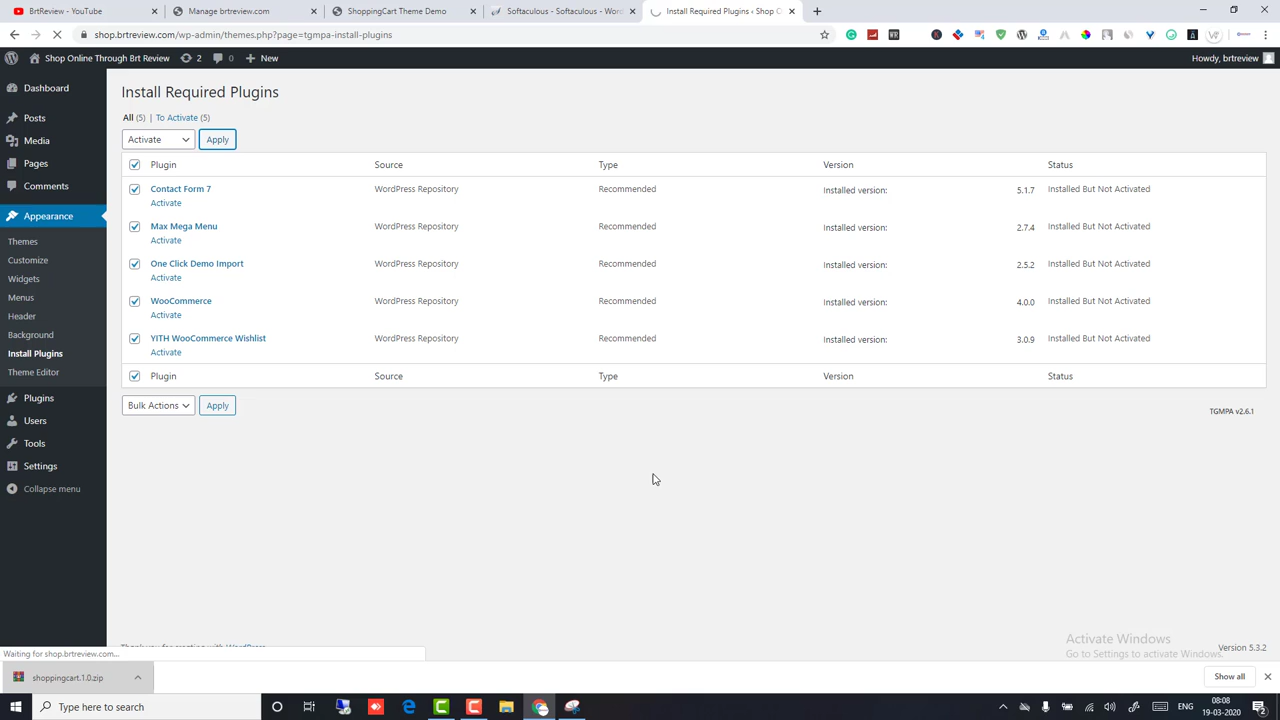 BrtReview - YouTube
Manage brtreview.com
ShoppingCart Theme Demo
Softaculous - Softaculous - Wor
Install Required Plugins ‹ Shop O
shop.brtreview.com/wp-admin/themes.php?page=tgmpa-install-plugins
Shop Online Through Brt Review 2 0 New
Howdy, brtreview
Dashboard
Posts
Media
Pages
Comments
Appearance
Themes
Customize
Widgets
Menus
Header
Background
Install Plugins
Theme Editor
Plugins
Users
Tools
Settings
Collapse menu
Install Required Plugins
All (5) | To Activate (5)
Activate Apply
Plugin Source Type Version Status
Contact Form 7 WordPress Repository Recommended Installed version: 5.1.7 Installed But Not Activated
Activate
Max Mega Menu WordPress Repository Recommended Installed version: 2.7.4 Installed But Not Activated
Activate
One Click Demo Import WordPress Repository Recommended Installed version: 2.5.2 Installed But Not Activated
Activate
WooCommerce WordPress Repository Recommended Installed version: 4.0.0 Installed But Not Activated
Activate
YITH WooCommerce Wishlist WordPress Repository Recommended Installed version: 3.0.9 Installed But Not Activated
Activate
Plugin Source Type Version Status
Bulk Actions Apply
TGMPA v2.6.1
Activate Windows
Go to Settings to activate Windows.
Version 5.3.2
Waiting for shop.brtreview.com...
shoppingcart.1.0.zip
Show all
Type here to search
ENG
08:08
19-03-2020